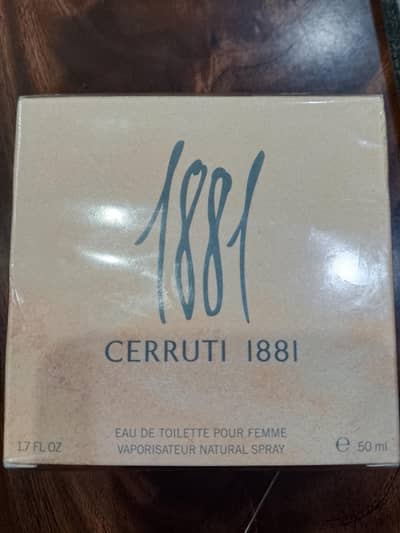 1881
CERRUTI 1881
EAU DE TOILETTE POUR FEMME
1.7 FL OZ VAPORISATEUR NATURAL SPRAY ℮ 50 ml